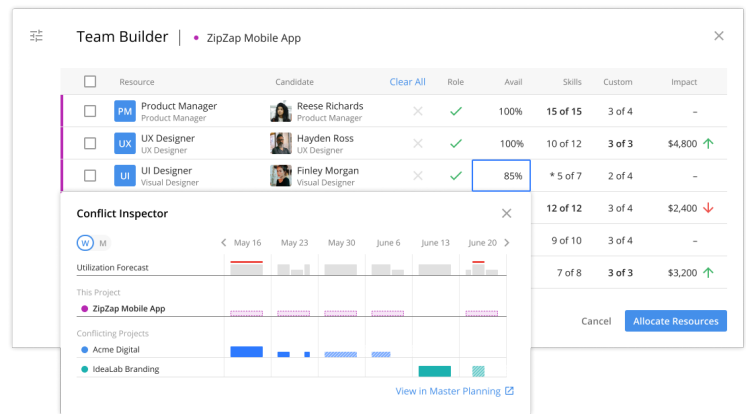 Team Builder | • ZipZap Mobile App
Resource Candidate Clear All Role Avail Skills Custom Impact
PM Product Manager Reese Richards 100% 15 of 15 3 of 4 –
Product Manager Product Manager
UX UX Designer Hayden Ross 100% 10 of 12 3 of 3 $4,800
UX Designer UX Designer
UI UI Designer Finley Morgan 85% * 5 of 7 2 of 4 –
Visual Designer Visual Designer
12 of 12 3 of 4 $2,400
9 of 10 3 of 4 –
7 of 8 3 of 3 $3,200
Cancel Allocate Resources
Conflict Inspector
W M May 16 May 23 May 30 June 6 June 13 June 20
Utilization Forecast
This Project
ZipZap Mobile App
Conflicting Projects
Acme Digital
IdeaLab Branding
View in Master Planning